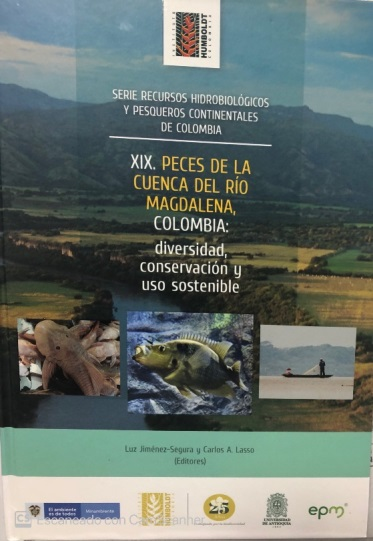 HUMBOLDT
SERIE RECURSOS HIDROBIOLÓGICOS
Y PESQUEROS CONTINENTALES
DE COLOMBIA
XIX. PECES DE LA
CUENCA DEL RÍO
MAGDALENA,
COLOMBIA:
diversidad,
conservación y
uso sostenible
Luz Jiménez-Segura y Carlos A. Lasso
(Editores)
El ambiente
es de todos
Minambiente
HUMBOLDT
25
UNIVERSIDAD
DE ANTIOQUIA
epm
CS Escaneado con CamScanner